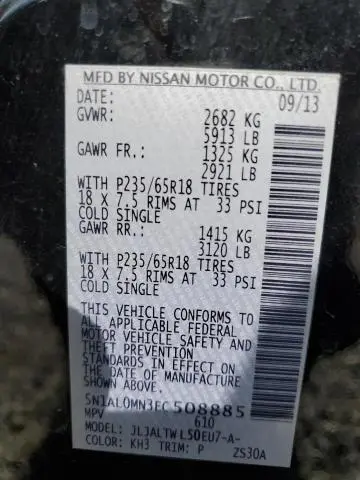 MFD BY NISSAN MOTOR CO., LTD.
DATE: 09/13
GVWR: 2682 KG
5913 LB
GAWR FR.: 1325 KG
2921 LB
WITH P235/65R18 TIRES
18 X 7.5 RIMS AT 33 PSI
COLD SINGLE
GAWR RR.: 1415 KG
3120 LB
WITH P235/65R18 TIRES
18 X 7.5 RIMS AT 33 PSI
COLD SINGLE
THIS VEHICLE CONFORMS TO
ALL APPLICABLE FEDERAL
MOTOR VEHICLE SAFETY AND
THEFT PREVENTION
STANDARDS IN EFFECT ON
THE DATE OF MANUFACTURE
SHOWN ABOVE.
5N1AL0MN3EC508885
MPV 610
JL3ALTWL50EU7-A-
COLOR: KH3 TRIM: P ZS30A